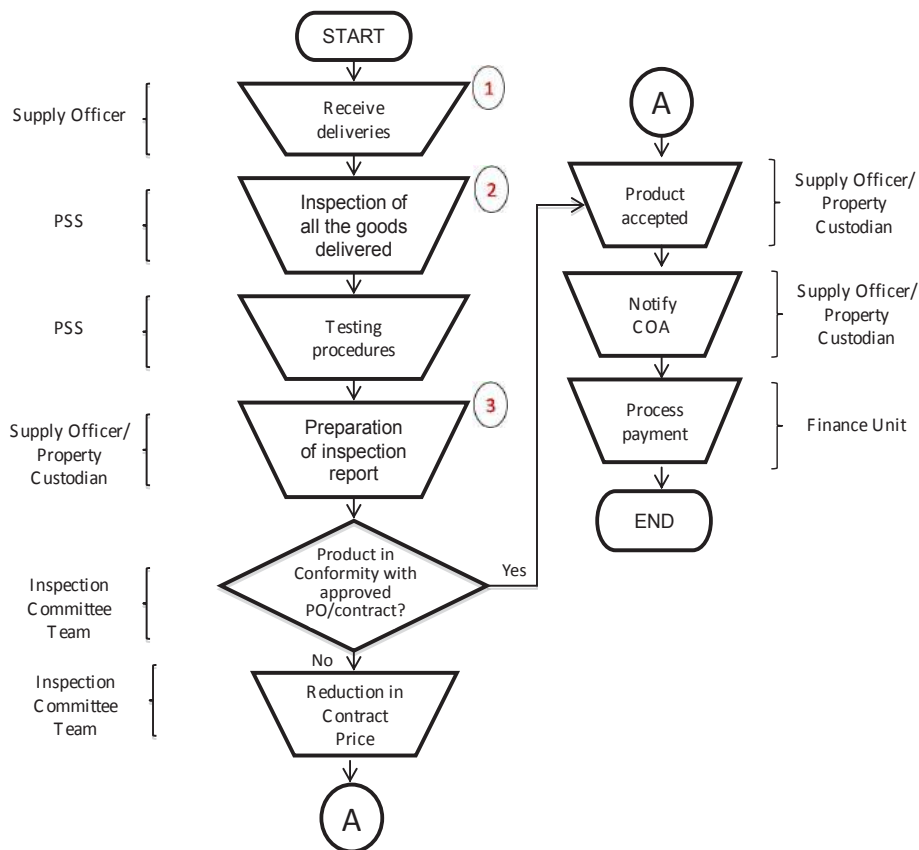 START
1
Supply Officer
Receive
deliveries
2
PSS
Inspection of
all the goods
delivered
PSS
Testing
procedures
3
Supply Officer/
Property
Custodian
Preparation
of inspection
report
Inspection
Committee
Team
Product in
Conformity with
approved
PO/contract?
Yes
No
Inspection
Committee
Team
Reduction in
Contract
Price
A
A
Product
accepted
Supply Officer/
Property
Custodian
Notify
COA
Supply Officer/
Property
Custodian
Process
payment
Finance Unit
END